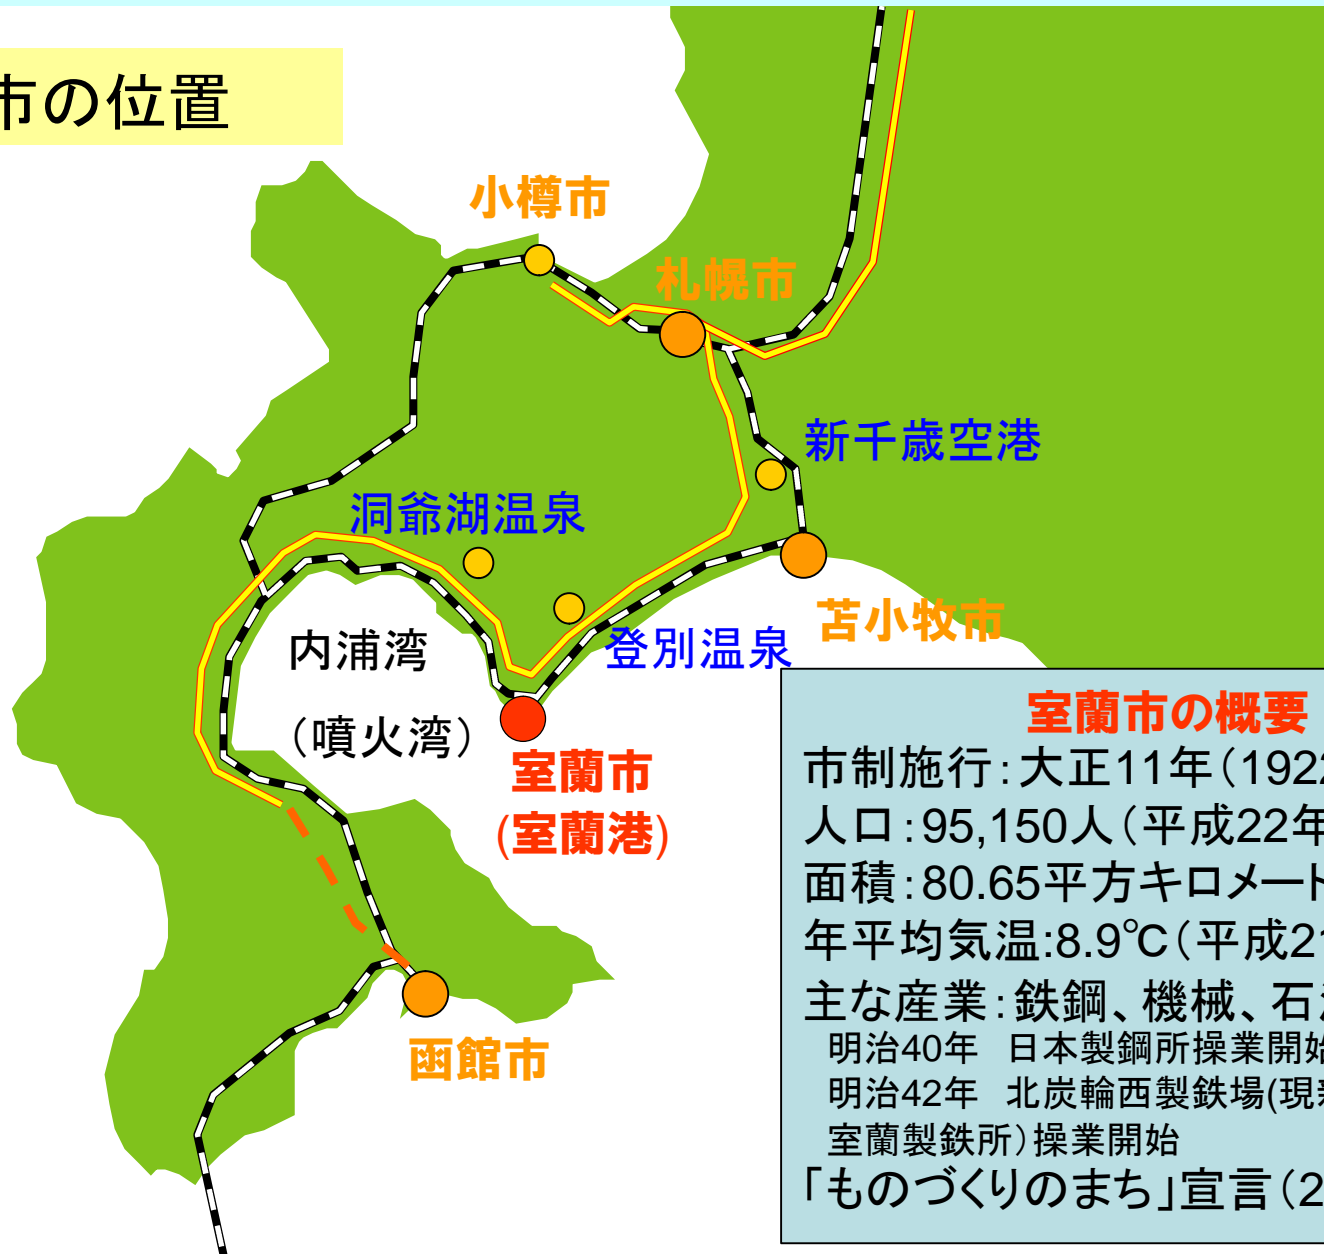 市の位置
小樽市
札幌市
新千歳空港
洞爺湖温泉
苫小牧市
内浦湾
登別温泉
（噴火湾）
室蘭市
(室蘭港)
函館市
室蘭市の概要
市制施行：大正11年（1922
人口：95,150人（平成22年
面積：80.65平方キロメート
年平均気温:8.9℃（平成21
主な産業：鉄鋼、機械、石
明治40年　日本製鋼所操業開始
明治42年　北炭輪西製鉄場(現新
室蘭製鉄所）操業開始
「ものづくりのまち」宣言（2